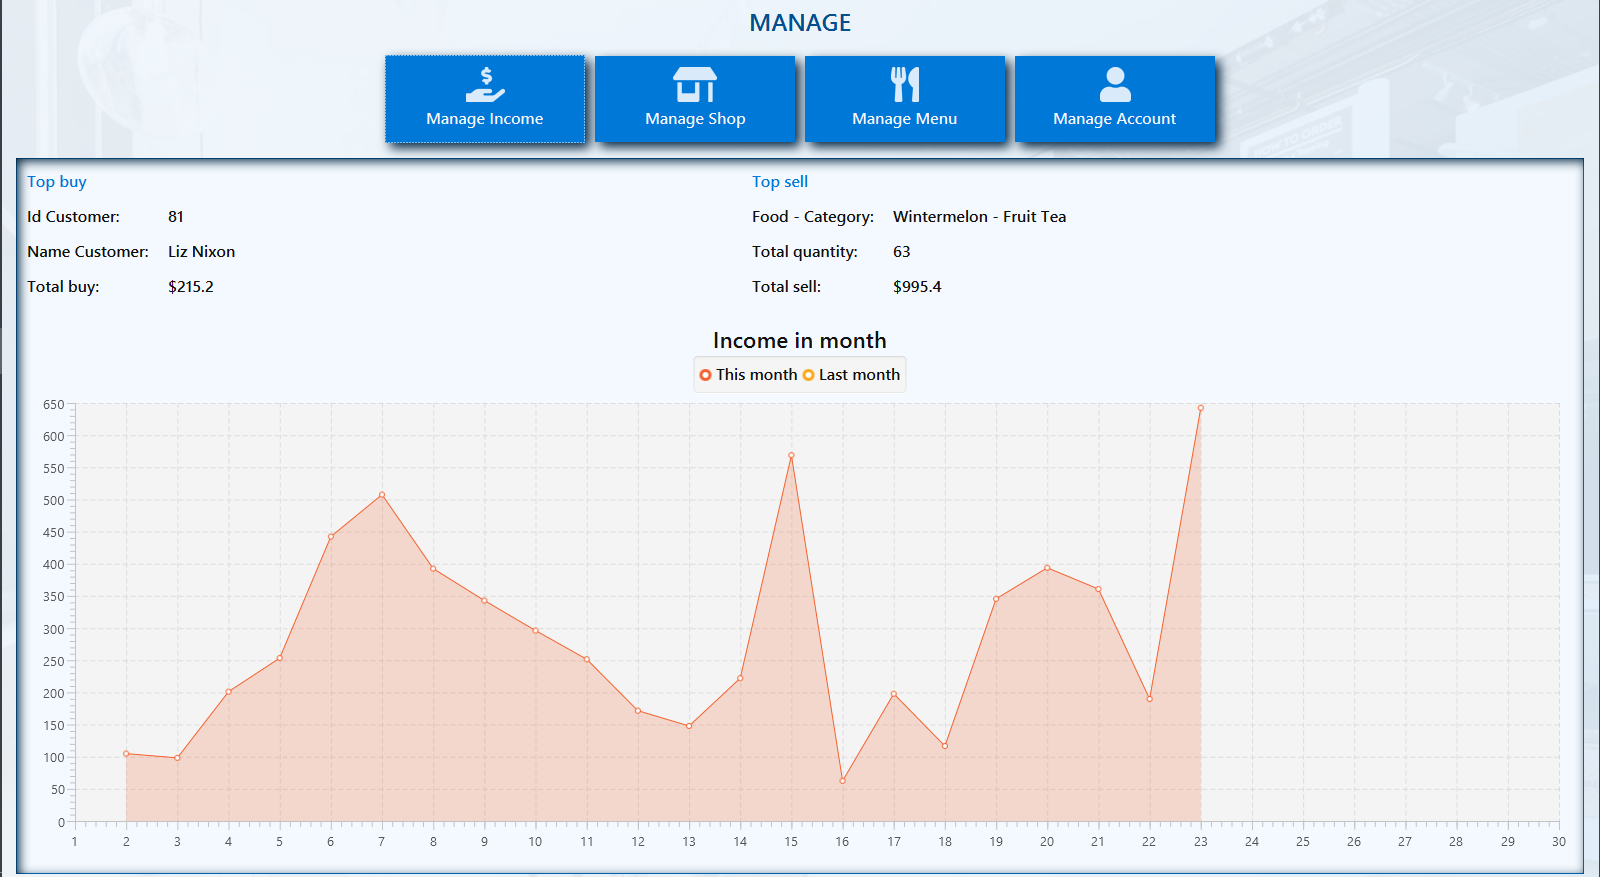 MANAGE
Manage Income
Manage Shop
Manage Menu
Manage Account
HOW TO ORDER
Top buy
Top sell
Id Customer: 81
Food - Category: Wintermelon - Fruit Tea
Name Customer: Liz Nixon
Total quantity: 63
Total buy: $215.2
Total sell: $995.4
Income in month
This month Last month
650
600
550
500
450
400
350
300
250
200
150
100
50
0
1 2 3 4 5 6 7 8 9 10 11 12 13 14 15 16 17 18 19 20 21 22 23 24 25 26 27 28 29 30